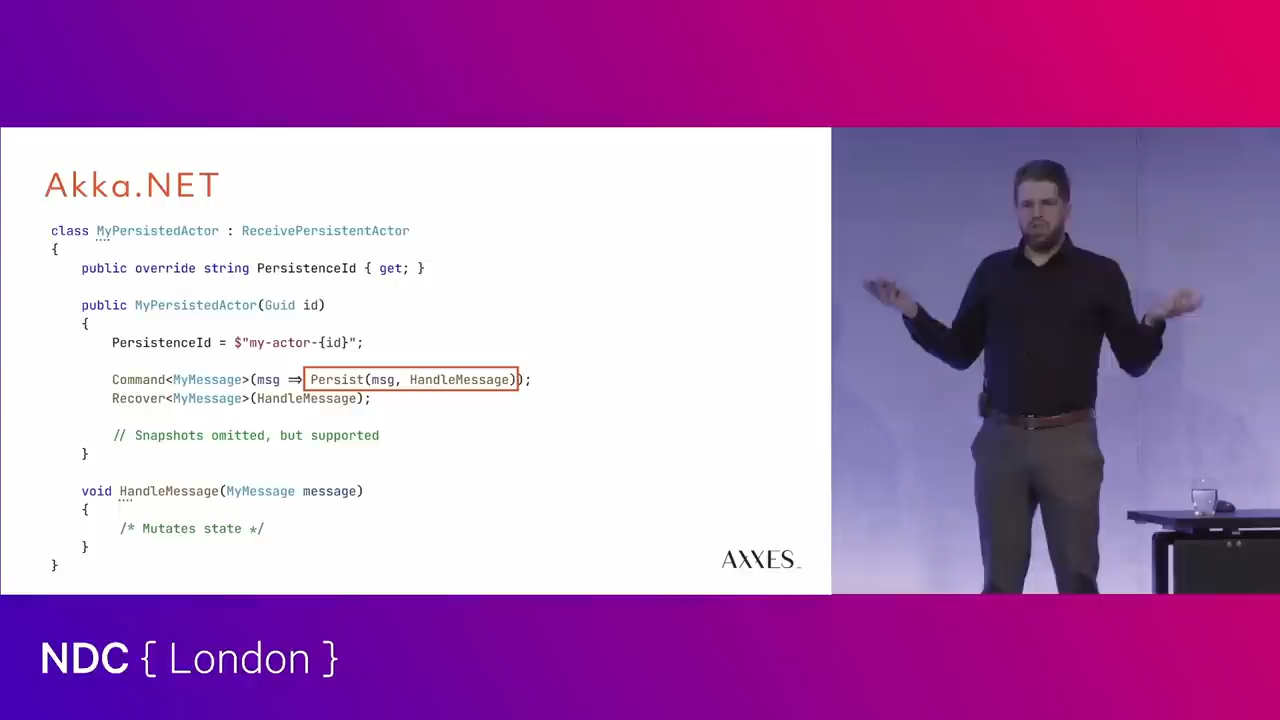 Akka.NET
class MyPersistedActor : ReceivePersistentActor
{
    public override string PersistenceId { get; }
    public MyPersistedActor(Guid id)
    {
        PersistenceId = $"my-actor-{id}";
        Command<MyMessage>(msg => Persist(msg, HandleMessage));
        Recover<MyMessage>(HandleMessage);
        // Snapshots omitted, but supported
    }
    void HandleMessage(MyMessage message)
    {
        /* Mutates state */
    }
}
AXXES_
NDC { London }